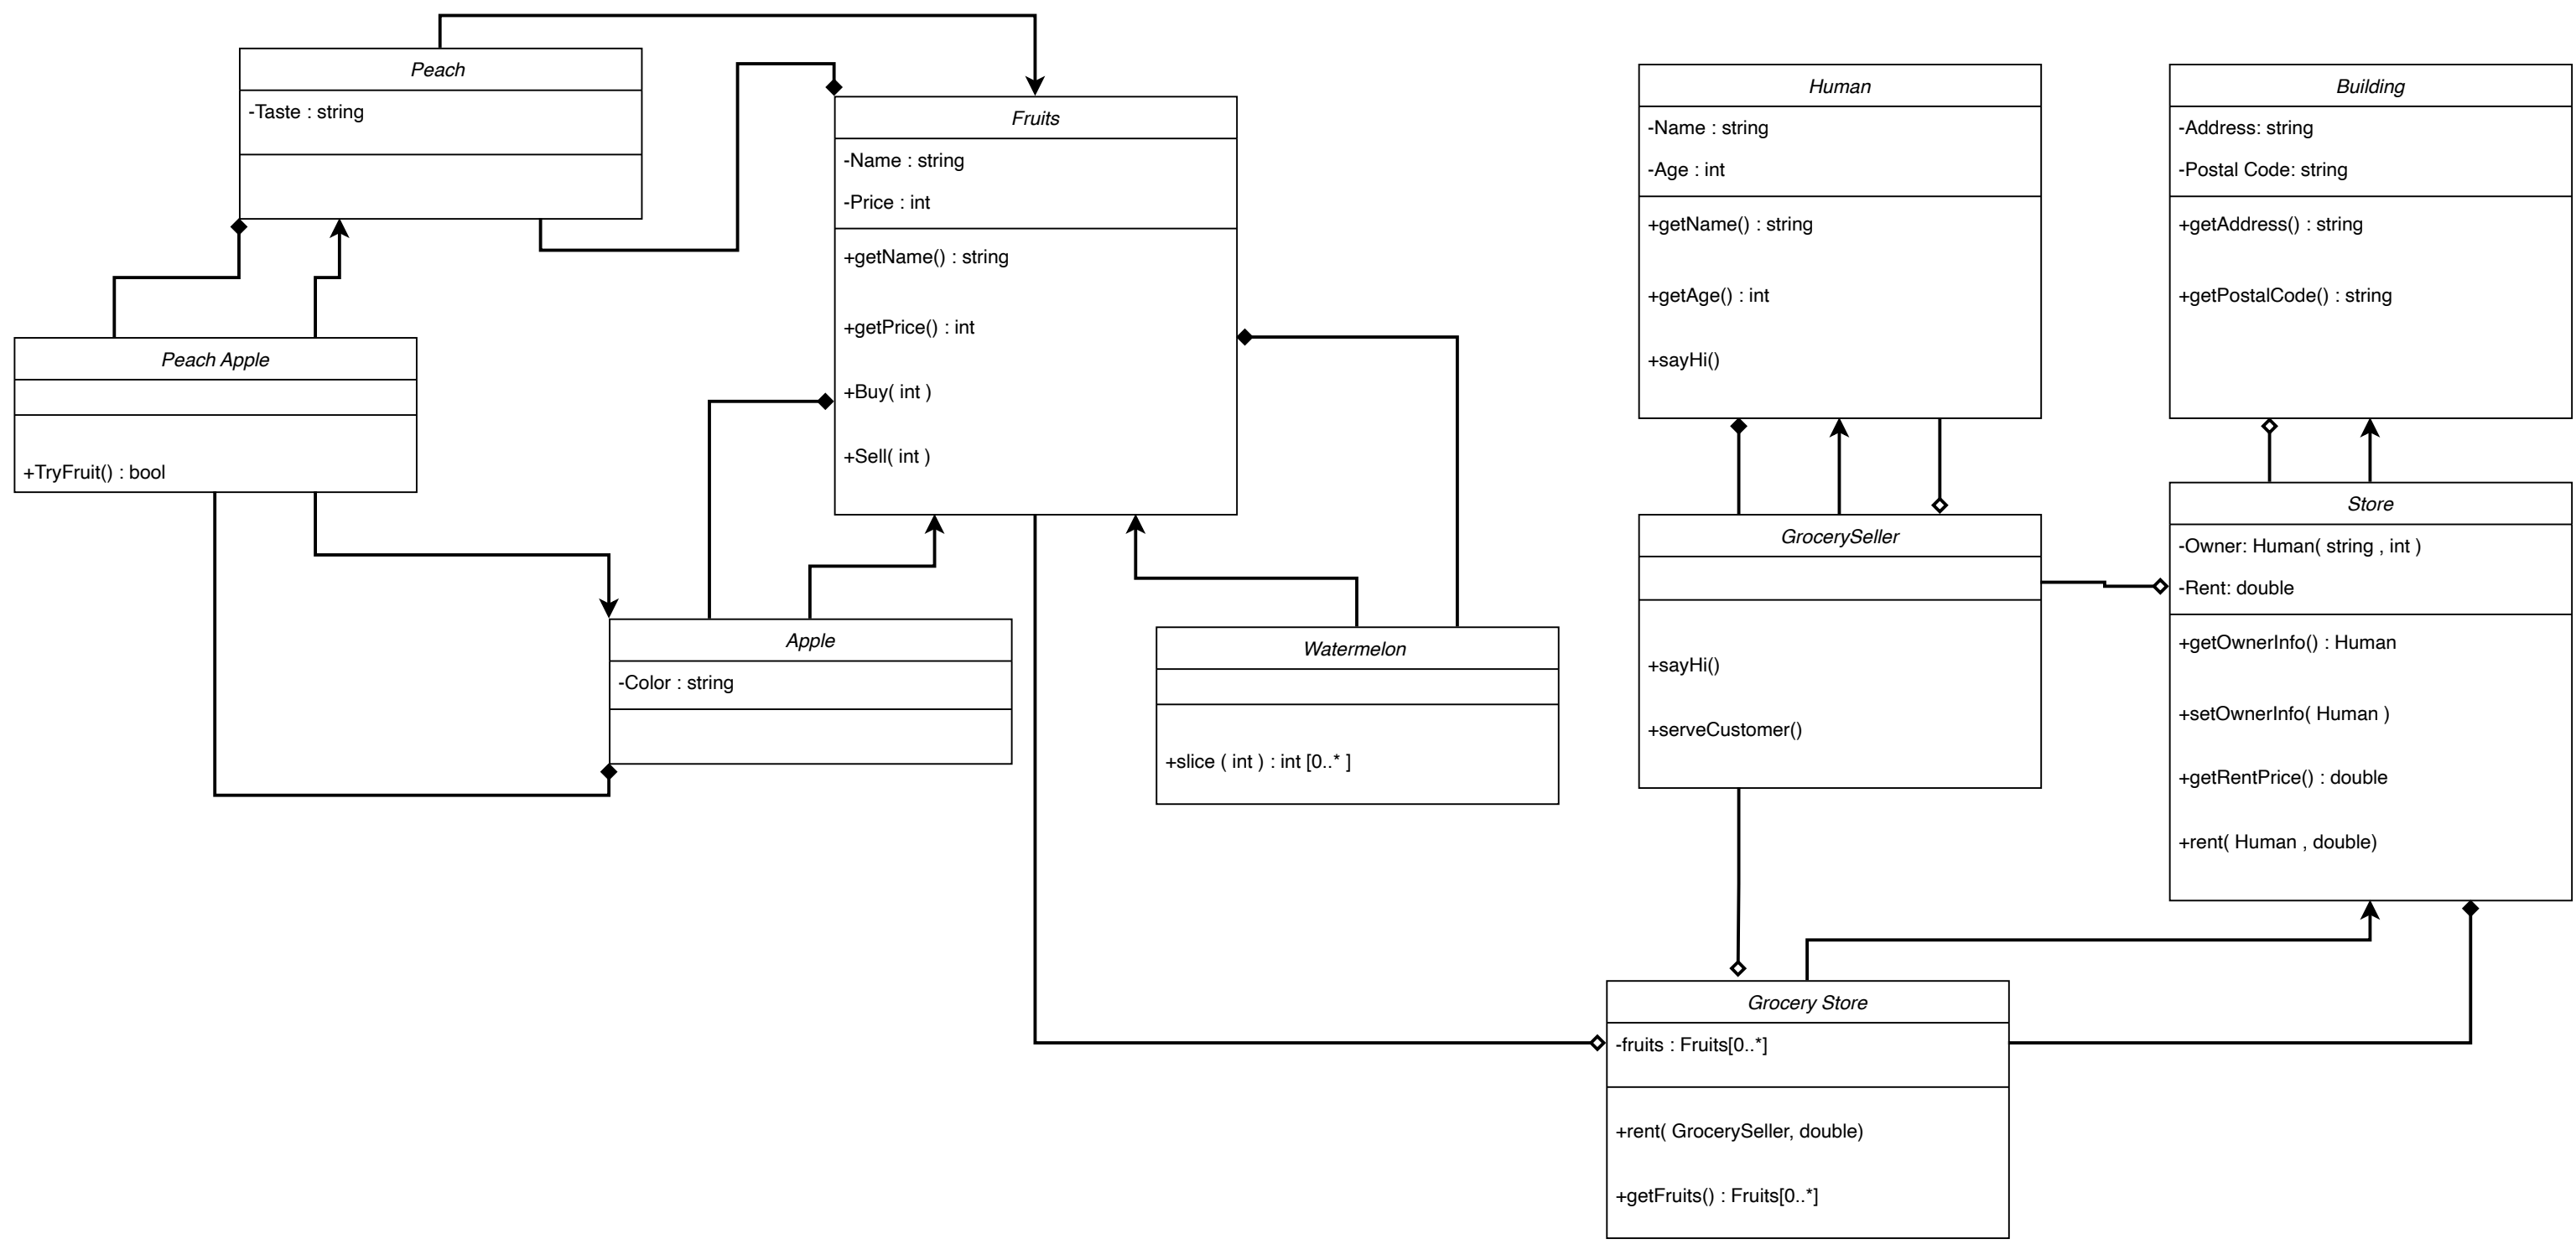 Peach
-Taste : string
Peach Apple
+TryFruit() : bool
Fruits
-Name : string
-Price : int
+getName() : string
+getPrice() : int
+Buy( int )
+Sell( int )
Apple
-Color : string
Watermelon
+slice ( int ) : int [0..* ]
Human
-Name : string
-Age : int
+getName() : string
+getAge() : int
+sayHi()
GrocerySeller
+sayHi()
+serveCustomer()
Building
-Address: string
-Postal Code: string
+getAddress() : string
+getPostalCode() : string
Store
-Owner: Human( string , int )
-Rent: double
+getOwnerInfo() : Human
+setOwnerInfo( Human )
+getRentPrice() : double
+rent( Human , double)
Grocery Store
-fruits : Fruits[0..*]
+rent( GrocerySeller, double)
+getFruits() : Fruits[0..*]